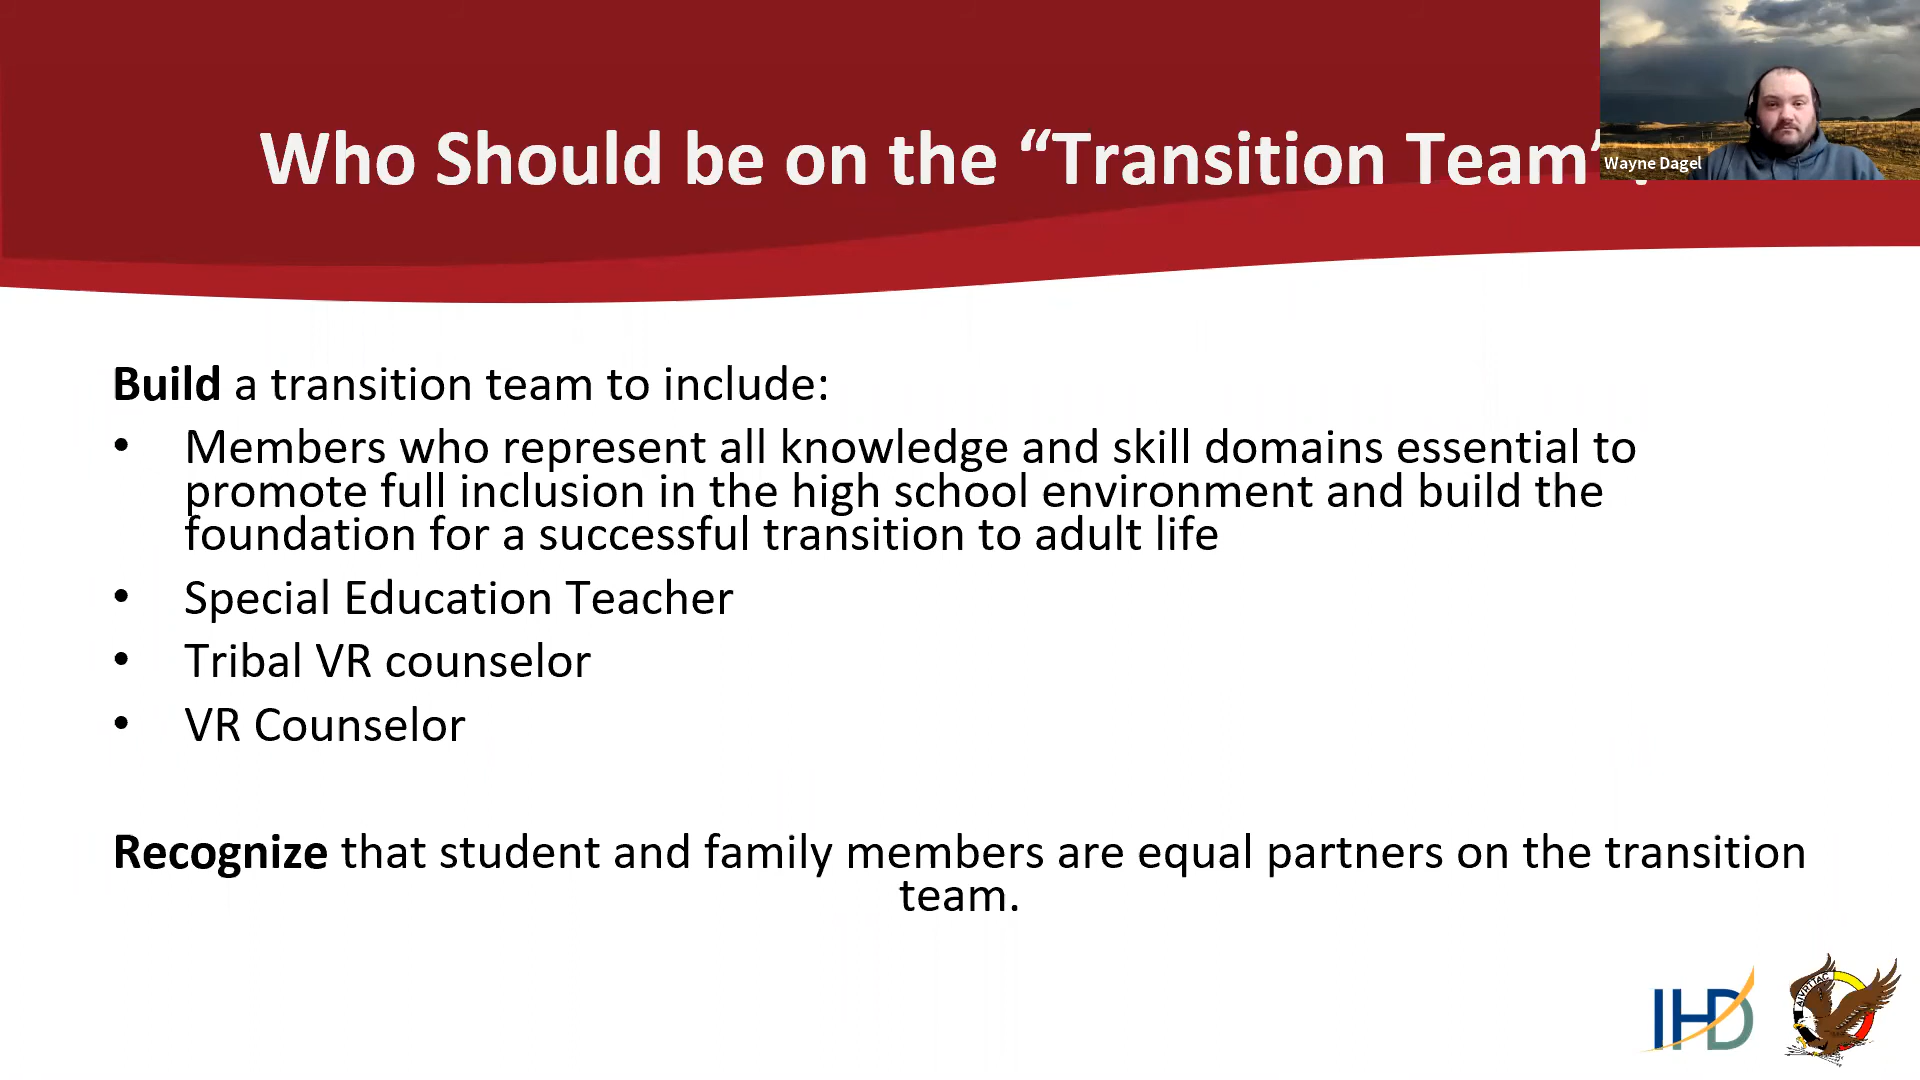 Who Should be on the “Transition Team”
Wayne Dagel
Build a transition team to include:
• Members who represent all knowledge and skill domains essential to
promote full inclusion in the high school environment and build the
foundation for a successful transition to adult life
• Special Education Teacher
• Tribal VR counselor
• VR Counselor
Recognize that student and family members are equal partners on the transition
team.
IHD
AIVRTTAC